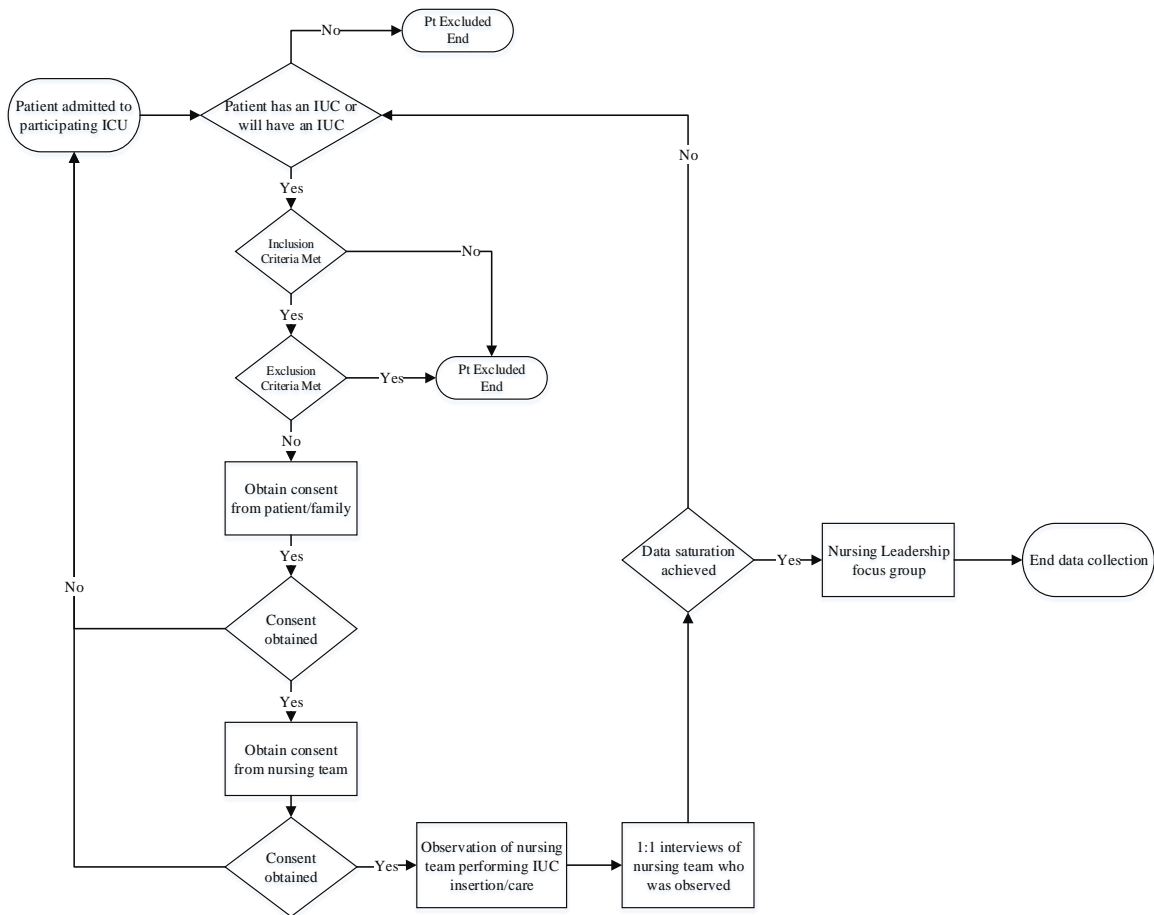 No
Pt Excluded
End
Patient admitted to
participating ICU
Patient has an IUC or
will have an IUC
No
Yes
Inclusion
Criteria Met
No
Yes
Exclusion
Criteria Met
Yes
Pt Excluded
End
No
Obtain consent
from patient/family
Data saturation
achieved
Yes
Nursing Leadership
focus group
End data collection
Yes
No
Consent
obtained
Yes
Obtain consent
from nursing team
Consent
obtained
Yes
Observation of nursing
team performing IUC
insertion/care
1:1 interviews of
nursing team who
was observed